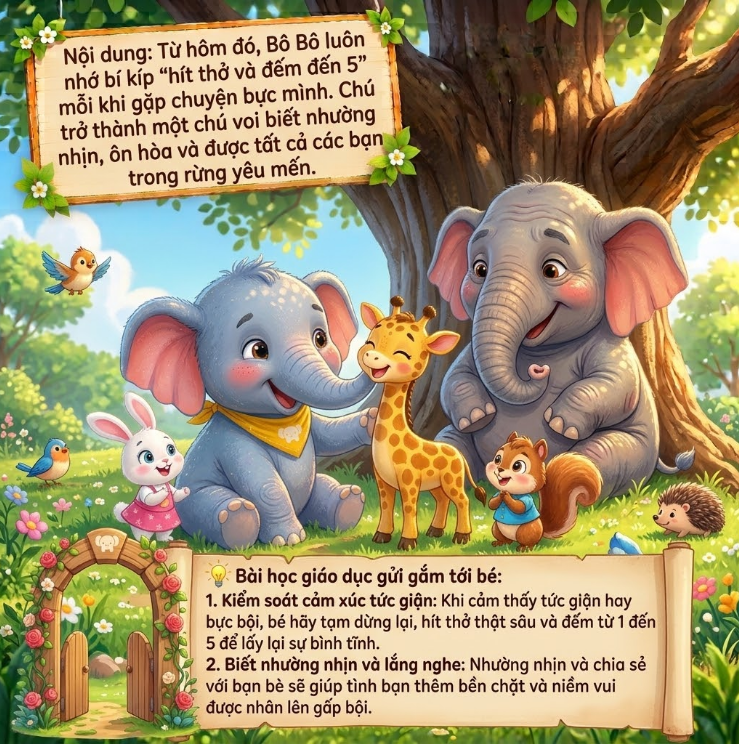 Nội dung: Từ hôm đó, Bô Bô luôn
nhớ bí kíp “hít thở và đếm đến 5”
mỗi khi gặp chuyện bực mình. Chú
trở thành một chú voi biết nhường
nhịn, ôn hòa và được tất cả các bạn
trong rừng yêu mến.
Bài học giáo dục gửi gắm tới bé:
1. Kiểm soát cảm xúc tức giận: Khi cảm thấy tức giận hay
bực bội, bé hãy tạm dừng lại, hít thở thật sâu và đếm từ 1 đến
5 để lấy lại sự bình tĩnh.
2. Biết nhường nhịn và lắng nghe: Nhường nhịn và chia sẻ
với bạn bè sẽ giúp tình bạn thêm bền chặt và niềm vui
được nhân lên gấp bội.